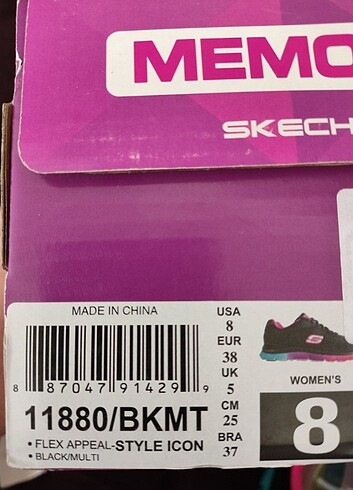 MEMO
SKECH
MADE IN CHINA
8 87047 91429 9
11880/BKMT
• FLEX APPEAL-STYLE ICON
• BLACK/MULTI
USA
8
EUR
38
UK
5
CM
25
BRA
37
WOMEN'S
8